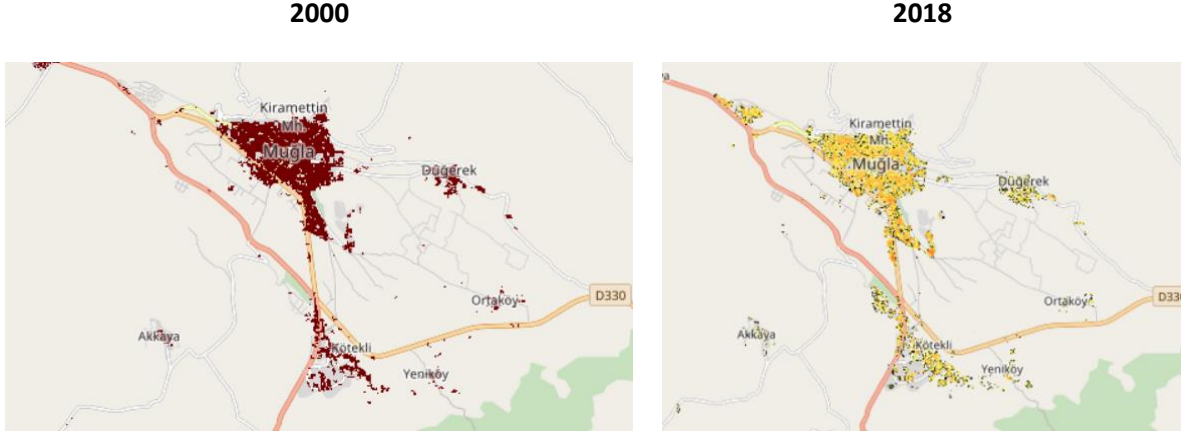 2000
2018
Kiramettin
Mh.
Muğla
Düğerek
Ortaköy
D330
Akkaya
Kötekli
Yeniköy
Kiramettin
Mh.
Muğla
Düğerek
Ortaköy
D330
Akkaya
Kötekli
Yeniköy